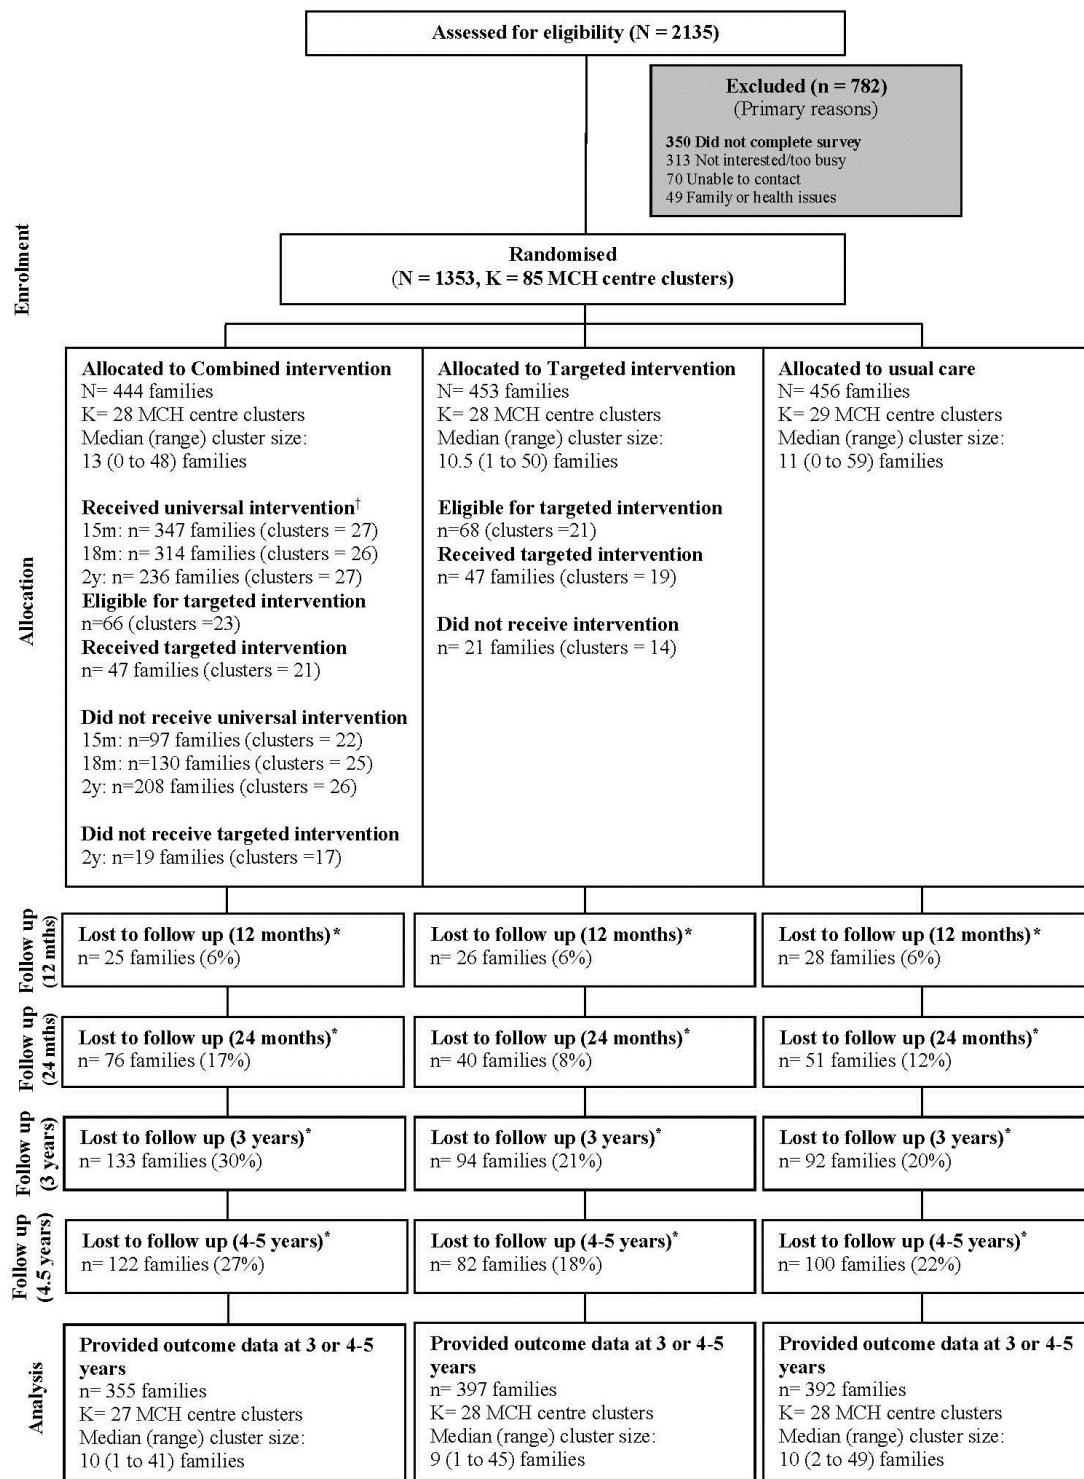 Assessed for eligibility (N = 2135)
Excluded (n = 782)
(Primary reasons)
350 Did not complete survey
313 Not interested/too busy
70 Unable to contact
49 Family or health issues
Enrolment
Randomised
(N = 1353, K = 85 MCH centre clusters)
Allocation
Allocated to Combined intervention
N= 444 families
K= 28 MCH centre clusters
Median (range) cluster size:
13 (0 to 48) families
Received universal intervention†
15m: n= 347 families (clusters = 27)
18m: n= 314 families (clusters = 26)
2y: n= 236 families (clusters = 27)
Eligible for targeted intervention
n=66 (clusters =23)
Received targeted intervention
n= 47 families (clusters = 21)
Did not receive universal intervention
15m: n=97 families (clusters = 22)
18m: n=130 families (clusters = 25)
2y: n=208 families (clusters = 26)
Did not receive targeted intervention
2y: n=19 families (clusters =17)
Allocated to Targeted intervention
N= 453 families
K= 28 MCH centre clusters
Median (range) cluster size:
10.5 (1 to 50) families
Eligible for targeted intervention
n=68 (clusters =21)
Received targeted intervention
n= 47 families (clusters = 19)
Did not receive intervention
n= 21 families (clusters = 14)
Allocated to usual care
N= 456 families
K= 29 MCH centre clusters
Median (range) cluster size:
11 (0 to 59) families
Follow up
(12 mths)
Lost to follow up (12 months)*
n= 25 families (6%)
Lost to follow up (12 months)*
n= 26 families (6%)
Lost to follow up (12 months)*
n= 28 families (6%)
Follow up
(24 mths)
Lost to follow up (24 months)*
n= 76 families (17%)
Lost to follow up (24 months)*
n= 40 families (8%)
Lost to follow up (24 months)*
n= 51 families (12%)
Follow up
(3 years)
Lost to follow up (3 years)*
n= 133 families (30%)
Lost to follow up (3 years)*
n= 94 families (21%)
Lost to follow up (3 years)*
n= 92 families (20%)
Follow up
(4.5 years)
Lost to follow up (4-5 years)*
n= 122 families (27%)
Lost to follow up (4-5 years)*
n= 82 families (18%)
Lost to follow up (4-5 years)*
n= 100 families (22%)
Analysis
Provided outcome data at 3 or 4-5
years
n= 355 families
K= 27 MCH centre clusters
Median (range) cluster size:
10 (1 to 41) families
Provided outcome data at 3 or 4-5
years
n= 397 families
K= 28 MCH centre clusters
Median (range) cluster size:
9 (1 to 45) families
Provided outcome data at 3 or 4-5
years
n= 392 families
K= 28 MCH centre clusters
Median (range) cluster size:
10 (2 to 49) families